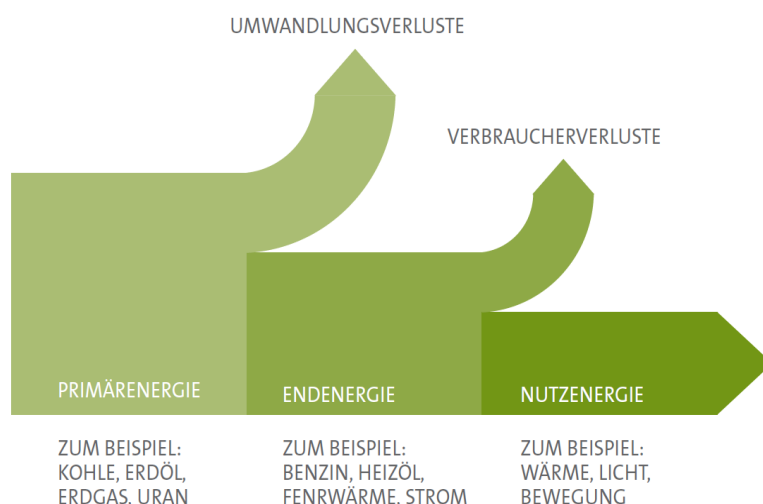 UMWANDLUNGSVERLUSTE
VERBRAUCHERVERLUSTE
PRIMÄRENERGIE
ENDENERGIE
NUTZENERGIE
ZUM BEISPIEL:
KOHLE, ERDÖL,
ERDGAS, URAN
ZUM BEISPIEL:
BENZIN, HEIZÖL,
FENRWÄRME, STROM
ZUM BEISPIEL:
WÄRME, LICHT,
BEWEGUNG